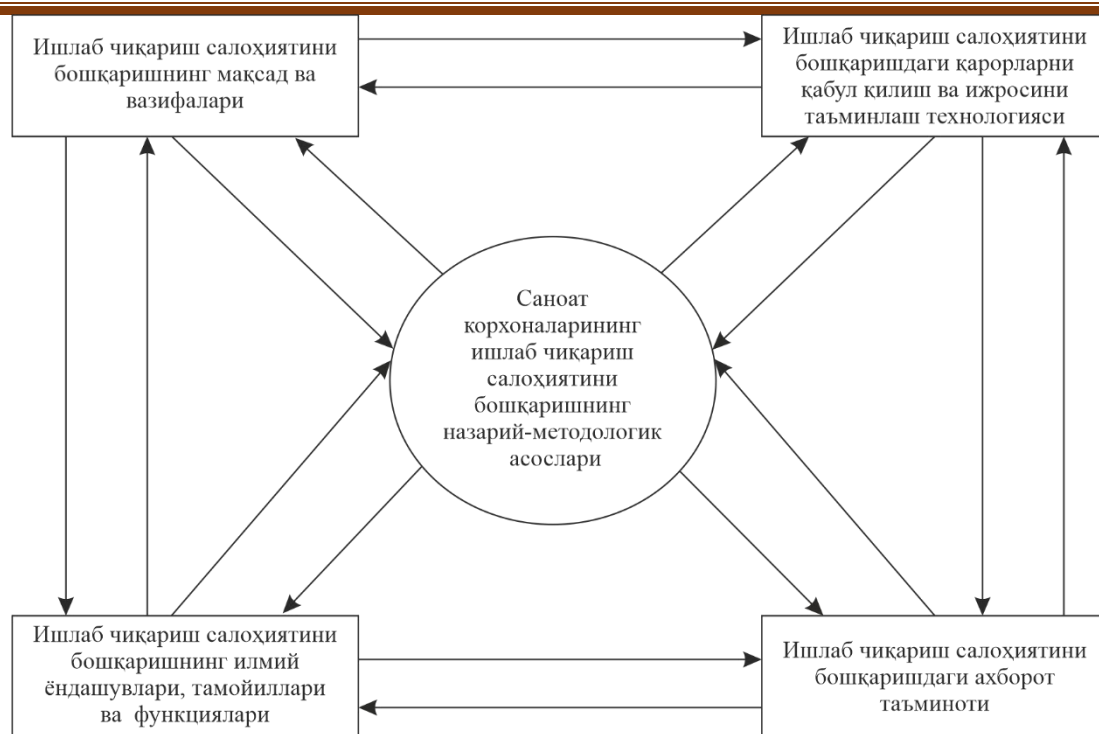 Ишлаб чиқариш салоҳиятини
бошқаришнинг мақсад ва
вазифалари
Ишлаб чиқариш салоҳиятини
бошқаришдаги қарорларни
қабул қилиш ва ижросини
таъминлаш технологияси
Саноат
корхоналарининг
ишлаб чиқариш
салоҳиятини
бошқаришнинг
назарий-методологик
асослари
Ишлаб чиқариш салоҳиятини
бошқаришнинг илмий
ёндашувлари, тамойиллари
ва функциялари
Ишлаб чиқариш салоҳиятини
бошқаришдаги ахборот
таъминоти